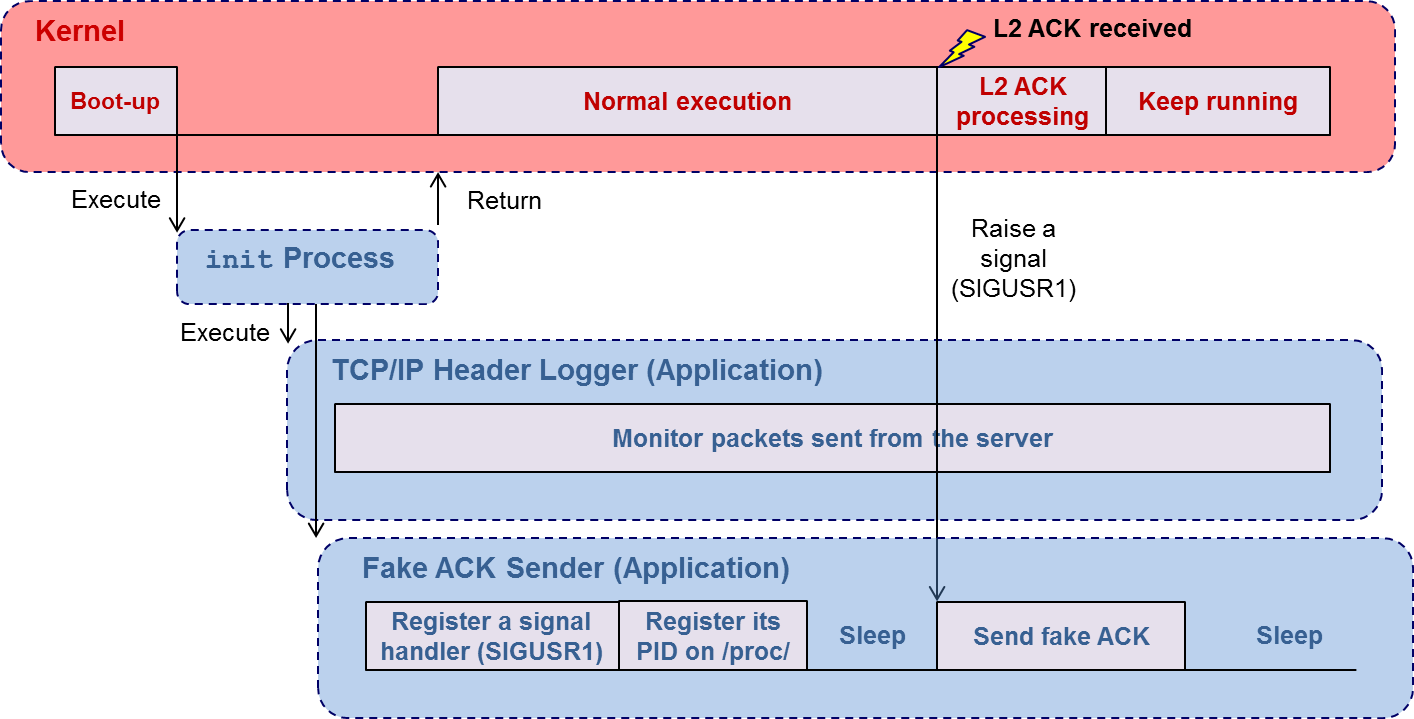 Kernel
L2 ACK received
Boot-up
Normal execution
L2 ACK
processing
Keep running
Execute
Return
Raise a
signal
(SIGUSR1)
init Process
Execute
TCP/IP Header Logger (Application)
Monitor packets sent from the server
Fake ACK Sender (Application)
Register a signal
handler (SIGUSR1)
Register its
PID on /proc/
Sleep
Send fake ACK
Sleep